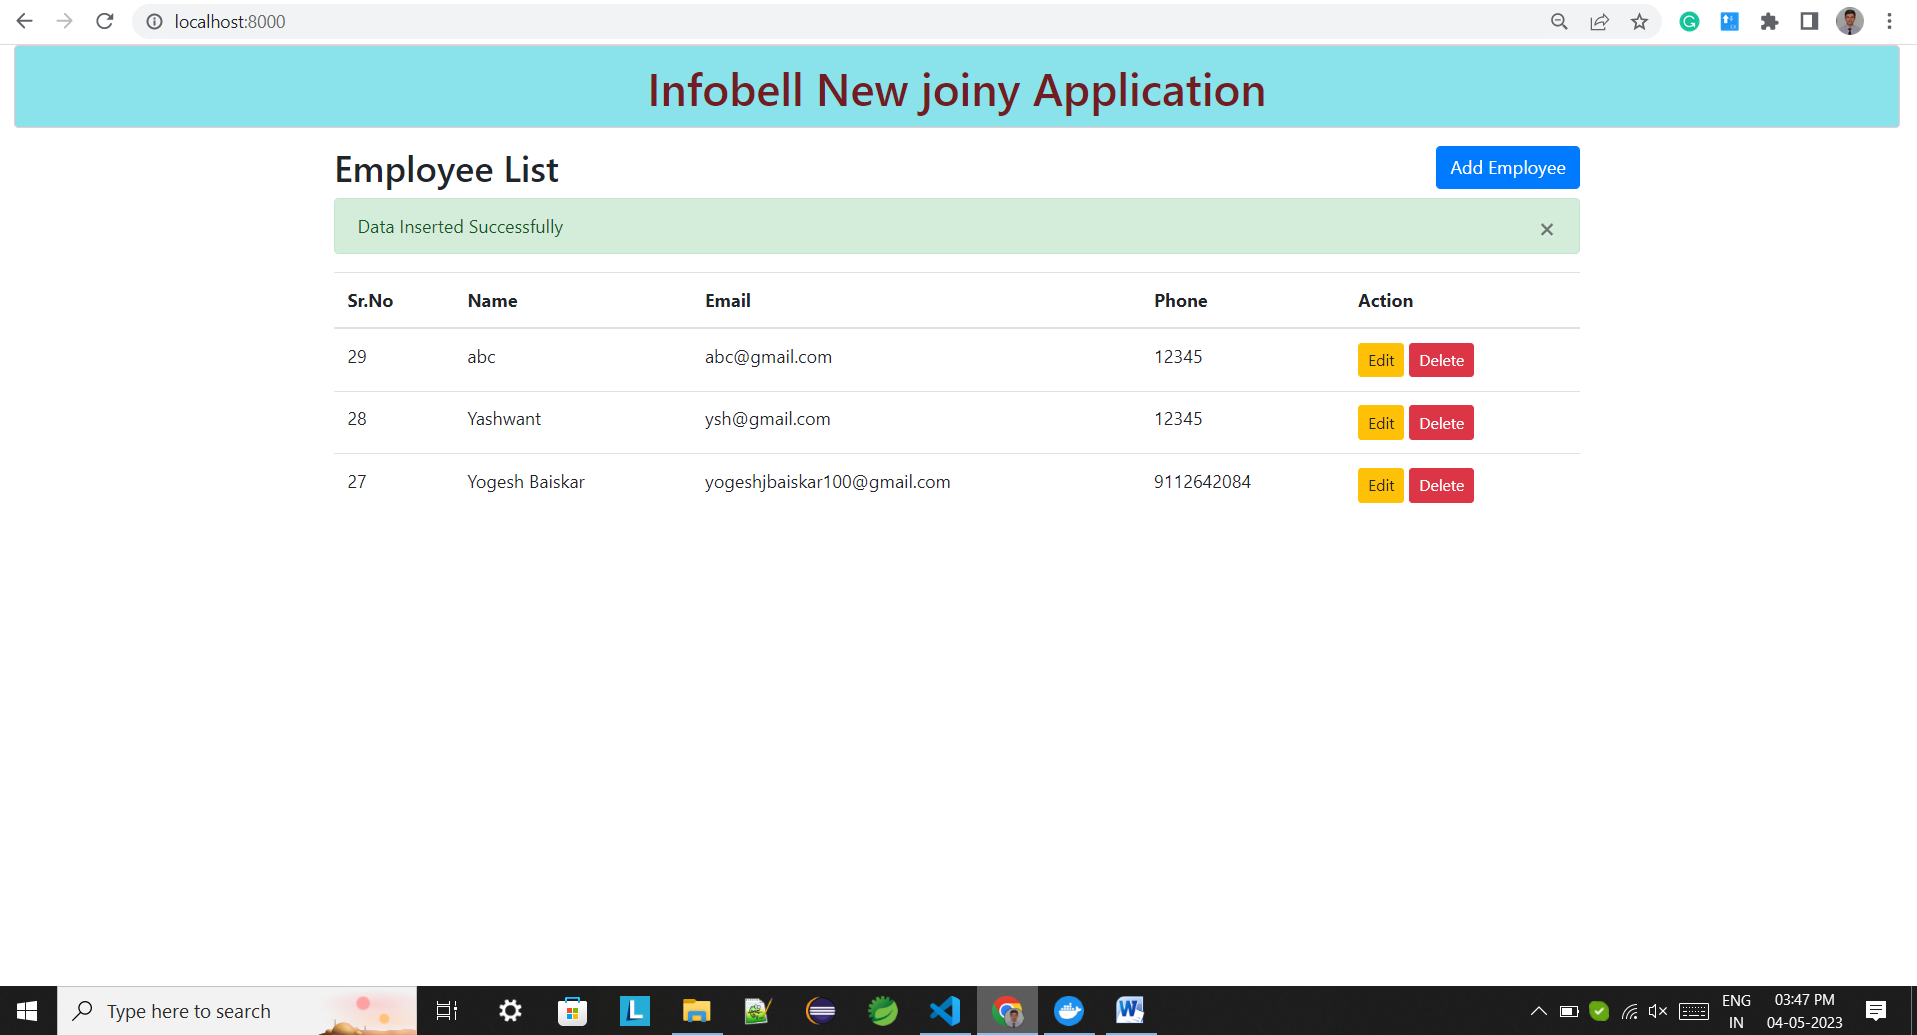 localhost:8000
Infobell New joiny Application
Employee List
Add Employee
Data Inserted Successfully
×
Sr.No Name Email Phone Action
29 abc abc@gmail.com 12345 Edit Delete
28 Yashwant ysh@gmail.com 12345 Edit Delete
27 Yogesh Baiskar yogeshjbaiskar100@gmail.com 9112642084 Edit Delete
Type here to search
ENG
IN
03:47 PM
04-05-2023